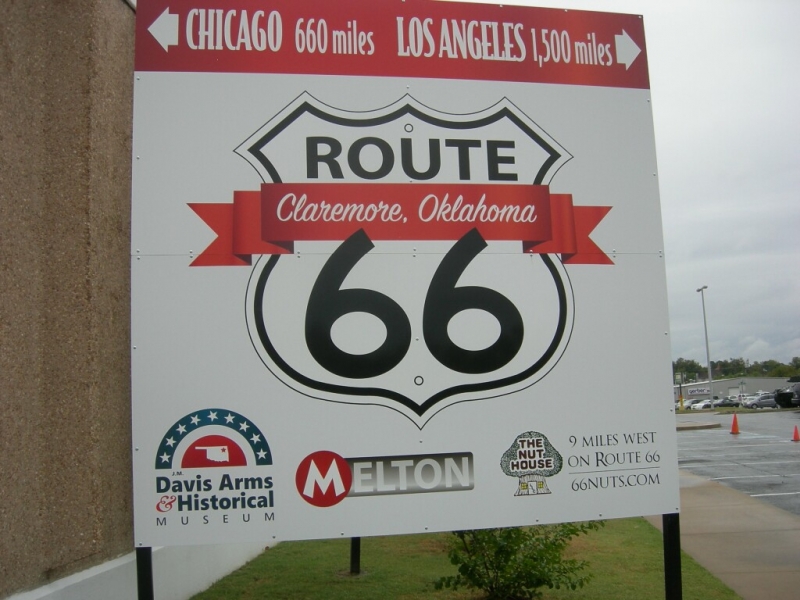 CHICAGO 660 miles LOS ANGELES 1,500 miles
ROUTE
Claremore, Oklahoma
66
J.M.
Davis Arms
& Historical
MUSEUM
MELTON
THE
NUT
HOUSE
9 MILES WEST
ON ROUTE 66
66NUTS.COM